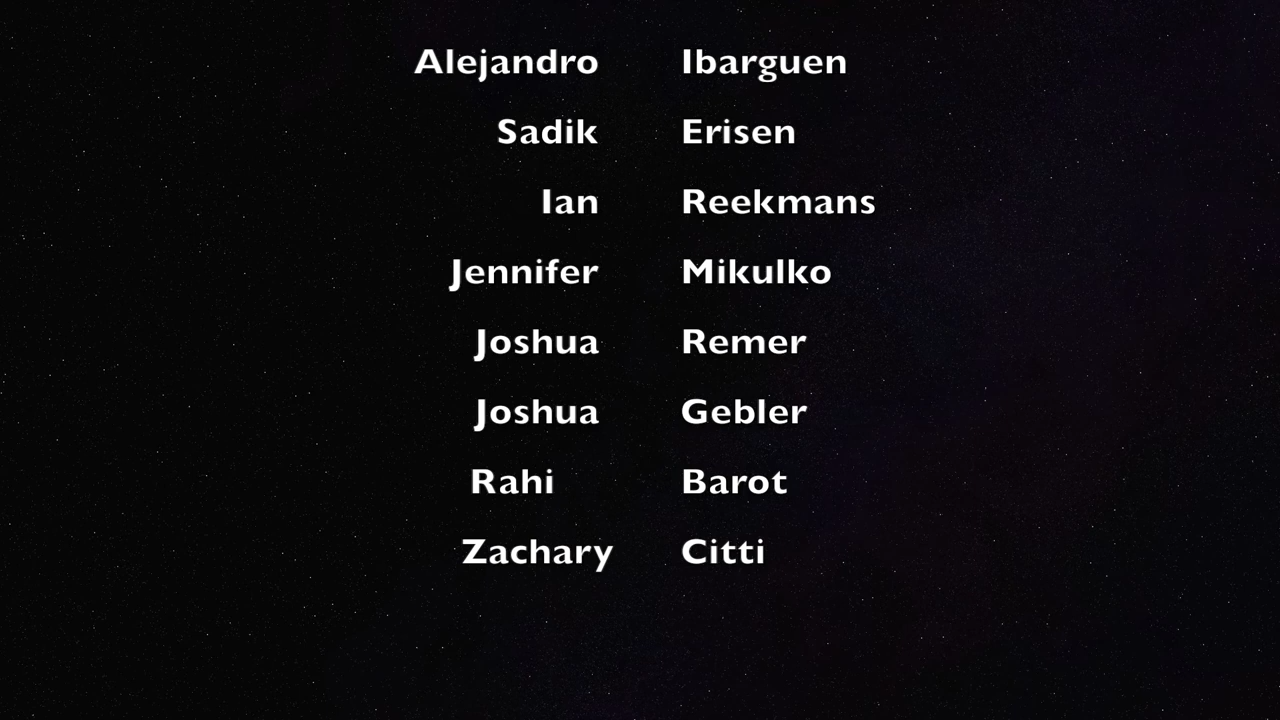 Alejandro Ibarguen
Sadik Erisen
Ian Reekmans
Jennifer Mikulko
Joshua Remer
Joshua Gebler
Rahi Barot
Zachary Citti